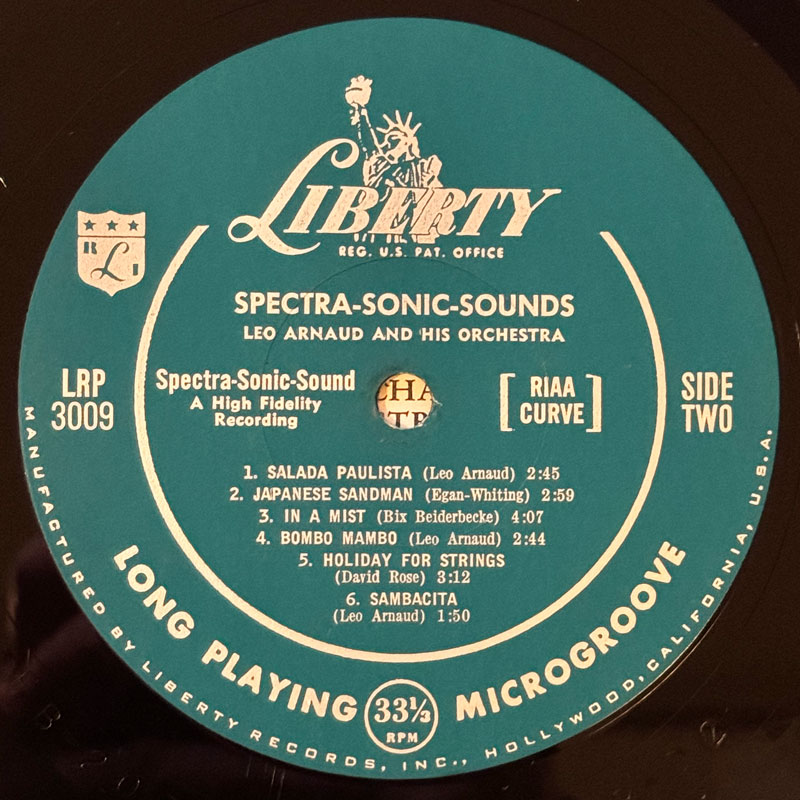 LIBERTY
REG. U.S. PAT. OFFICE
R L I
SPECTRA-SONIC-SOUNDS
LEO ARNAUD AND HIS ORCHESTRA
LRP
3009
Spectra-Sonic-Sound
A High Fidelity
Recording
CHA
STR
[RIAA
CURVE]
SIDE
TWO
1. SALADA PAULISTA (Leo Arnaud) 2:45
2. JAPANESE SANDMAN (Egan-Whiting) 2:59
3. IN A MIST (Bix Beiderbecke) 4:07
4. BOMBO MAMBO (Leo Arnaud) 2:44
5. HOLIDAY FOR STRINGS
(David Rose) 3:12
6. SAMBACITA
(Leo Arnaud) 1:50
LONG PLAYING 33⅓ RPM MICROGROOVE
MANUFACTURED BY LIBERTY RECORDS, INC., HOLLYWOOD, CALIFORNIA, U.S.A.